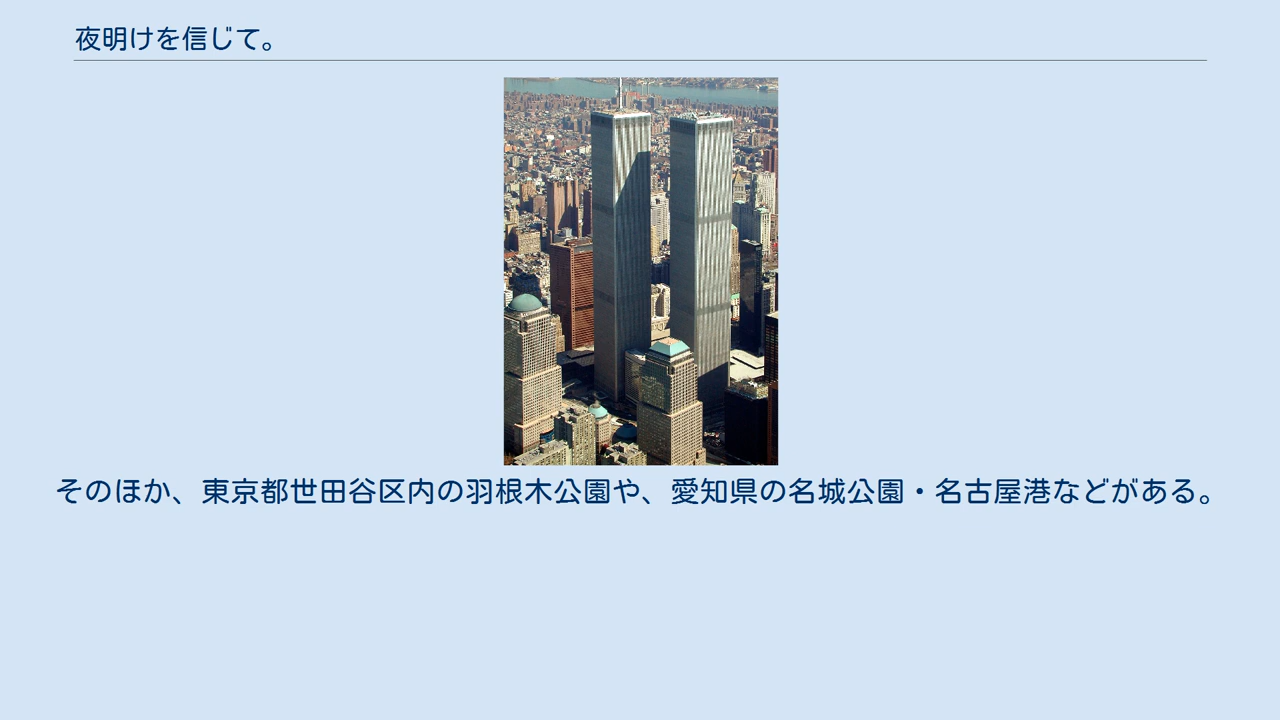 夜明けを信じて。
そのほか、東京都世田谷区内の羽根木公園や、愛知県の名城公園・名古屋港などがある。